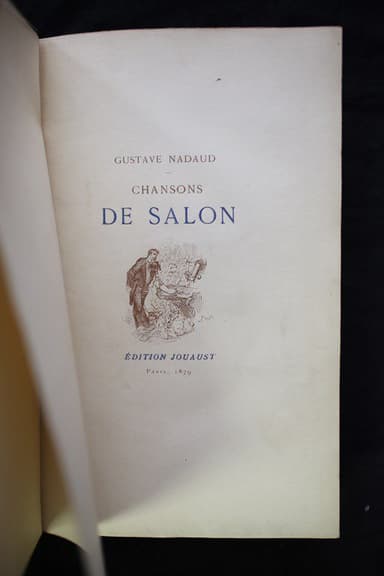 GUSTAVE NADAUD
CHANSONS
DE SALON
ÉDITION JOUAUST
PARIS, 1879